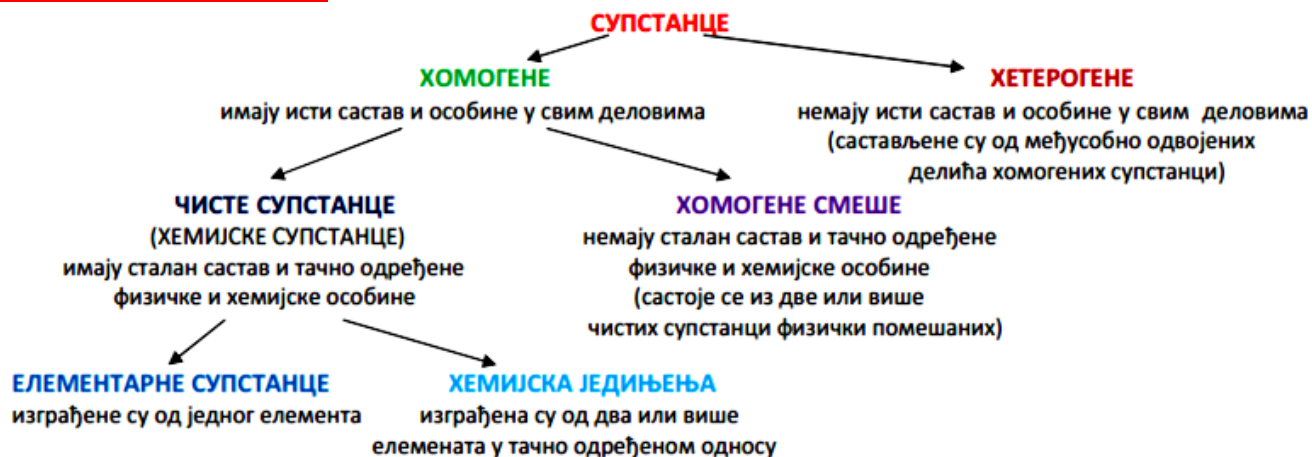 СУПСТАНЦЕ
ХОМОГЕНЕ
имају исти састав и особине у свим деловима
ХЕТЕРОГЕНЕ
немају исти састав и особине у свим деловима
(састављене су од међусобно одвојених
делића хомогених супстанци)
ЧИСТЕ СУПСТАНЦЕ
(ХЕМИЈСКЕ СУПСТАНЦЕ)
имају сталан састав и тачно одређене
физичке и хемијске особине
ХОМОГЕНЕ СМЕШЕ
немају сталан састав и тачно одређене
физичке и хемијске особине
(састоје се из две или више
чистих супстанци физички помешаних)
ЕЛЕМЕНТАРНЕ СУПСТАНЦЕ
изграђене су од једног елемента
ХЕМИЈСКА ЈЕДИЊЕЊА
изграђена су од два или више
елемената у тачно одређеном односу